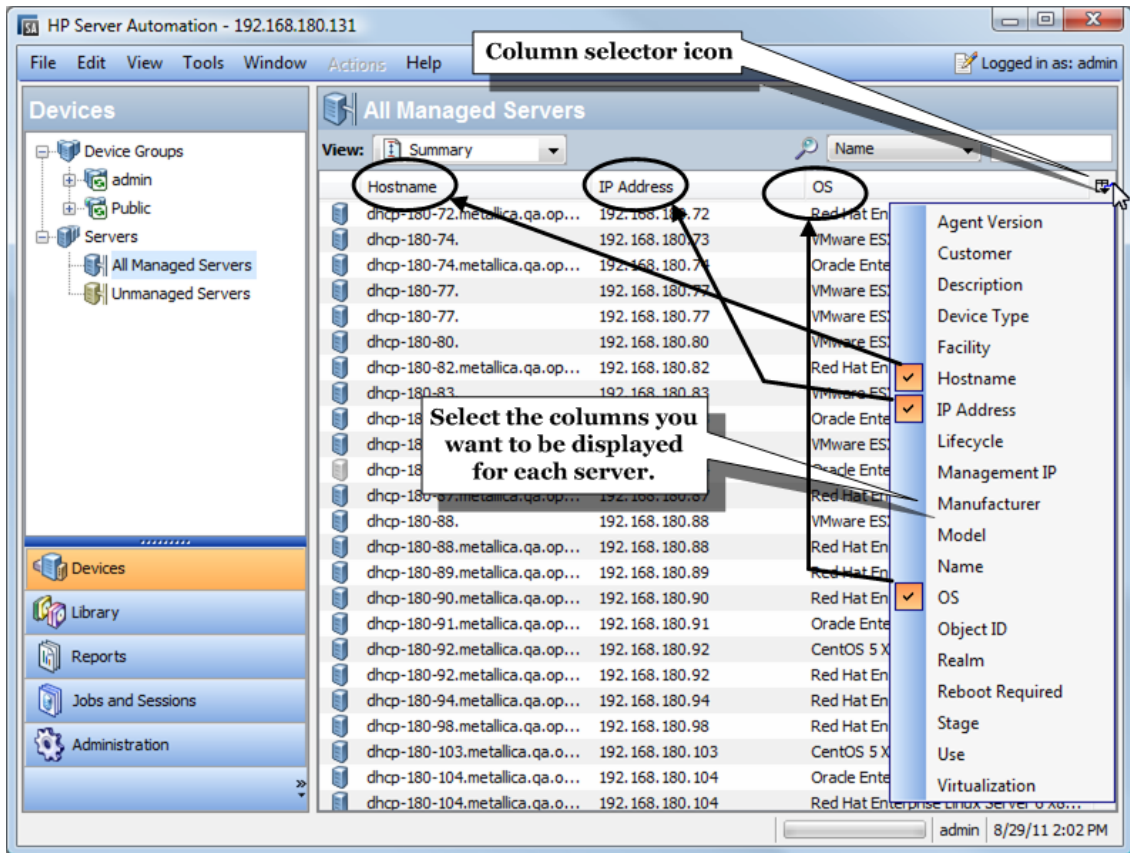 HP Server Automation - 192.168.180.131
File Edit View Tools Window Actions Help
Logged in as: admin
Column selector icon
Devices
Device Groups
admin
Public
Servers
All Managed Servers
Unmanaged Servers
Devices
Library
Reports
Jobs and Sessions
Administration
All Managed Servers
View: Summary
Name
Hostname IP Address OS
dhcp-180-72.metallica.qa.op... 192.168.180.72 Red Hat En
dhcp-180-74. 192.168.180.73 VMware ES
dhcp-180-74.metallica.qa.op... 192.168.180.74 Oracle Ente
dhcp-180-77. 192.168.180.77 VMware ES
dhcp-180-77. 192.168.180.77 VMware ES
dhcp-180-80. 192.168.180.80 VMware ES
dhcp-180-82.metallica.qa.op... 192.168.180.82 Red Hat En
dhcp-180-83. 192.168.180.83 VMware ES
dhcp-18 Oracle Ente
dhcp-18 VMware ES
dhcp-18 Oracle Ente
dhcp-180-87.metallica.qa.op... 192.168.180.87 Red Hat En
dhcp-180-88. 192.168.180.88 VMware ES
dhcp-180-88.metallica.qa.op... 192.168.180.88 Red Hat En
dhcp-180-89.metallica.qa.op... 192.168.180.89 Red Hat En
dhcp-180-90.metallica.qa.op... 192.168.180.90 Red Hat En
dhcp-180-91.metallica.qa.op... 192.168.180.91 Oracle Ente
dhcp-180-92.metallica.qa.op... 192.168.180.92 CentOS 5 X
dhcp-180-92.metallica.qa.op... 192.168.180.92 Red Hat En
dhcp-180-94.metallica.qa.op... 192.168.180.94 Red Hat En
dhcp-180-98.metallica.qa.op... 192.168.180.98 Red Hat En
dhcp-180-103.metallica.qa.o... 192.168.180.103 CentOS 5 X
dhcp-180-104.metallica.qa.o... 192.168.180.104 Oracle Ente
dhcp-180-104.metallica.qa.o... 192.168.180.104 Red Hat Enterprise Linux Server 6 X8...
Select the columns you
want to be displayed
for each server.
Agent Version
Customer
Description
Device Type
Facility
Hostname
IP Address
Lifecycle
Management IP
Manufacturer
Model
Name
OS
Object ID
Realm
Reboot Required
Stage
Use
Virtualization
admin 8/29/11 2:02 PM